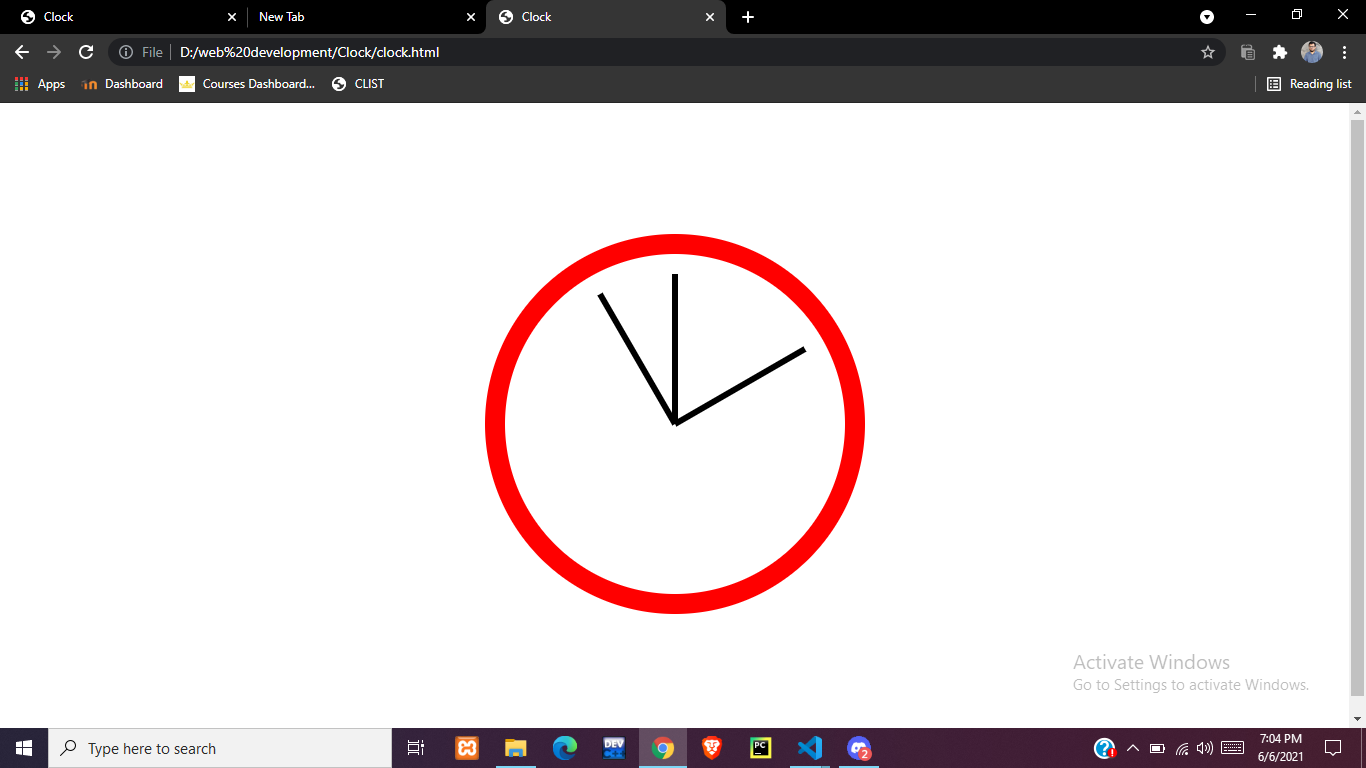 Clock
New Tab
Clock
File
D:/web%20development/Clock/clock.html
Apps
Dashboard
Courses Dashboard...
CLIST
Reading list
Activate Windows
Go to Settings to activate Windows.
Type here to search
DEV
PC
2
7:04 PM
6/6/2021